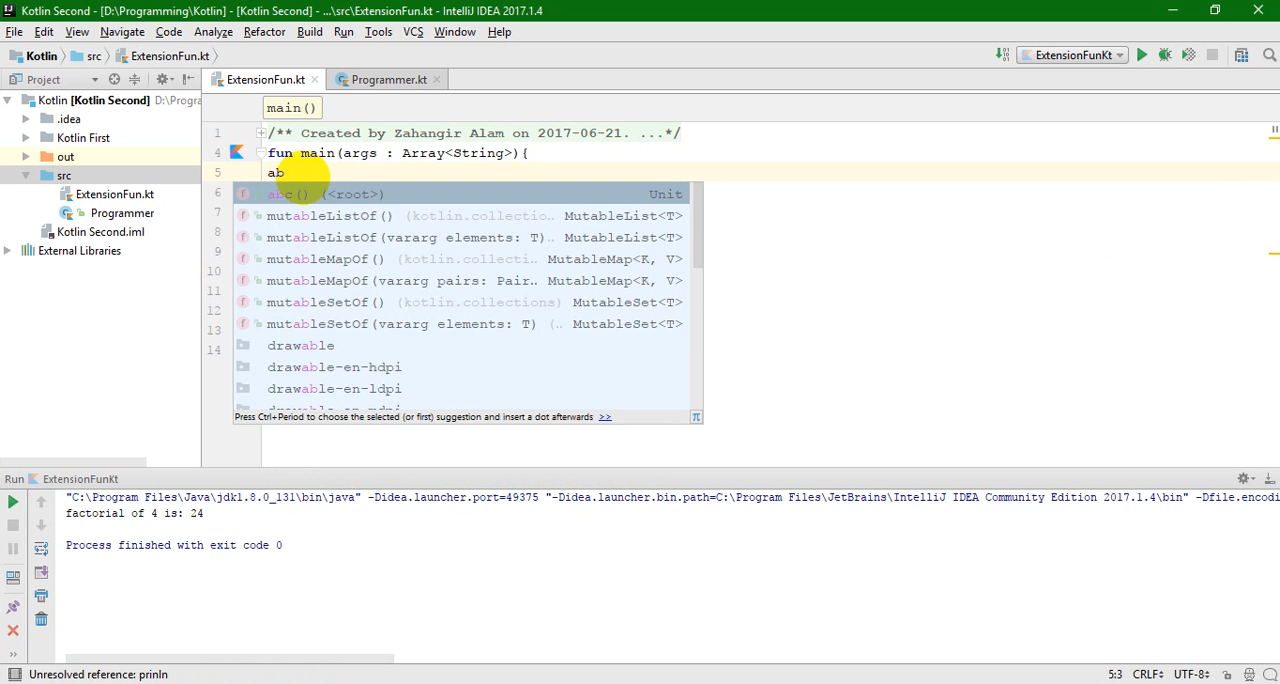 Kotlin Second - [D:\Programming\Kotlin] - [Kotlin Second] - ...\src\ExtensionFun.kt - IntelliJ IDEA 2017.1.4
File Edit View Navigate Code Analyze Refactor Build Run Tools VCS Window Help
Kotlin src ExtensionFun.kt ExtensionFunKt
Project ExtensionFun.kt Programmer.kt
Kotlin [Kotlin Second] D:\Progra
.idea
Kotlin First
out
src
ExtensionFun.kt
Programmer
Kotlin Second.iml
External Libraries
main()
1 /** Created by Zahangir Alam on 2017-06-21. ...*/
4 fun main(args : Array<String>){
5 ab
6
7
8
9
10
11
12
13
14
abc() (<root>) Unit
mutableListOf() (kotlin.collectio.. MutableList<T>
mutableListOf(vararg elements: T).. MutableList<T>
mutableMapOf() (kotlin.collecti.. MutableMap<K, V>
mutableMapOf(vararg pairs: Pair.. MutableMap<K, V>
mutableSetOf() (kotlin.collections) MutableSet<T>
mutableSetOf(vararg elements: T) (.. MutableSet<T>
drawable
drawable-en-hdpi
drawable-en-ldpi
Press Ctrl+Period to choose the selected (or first) suggestion and insert a dot afterwards >>
Run ExtensionFunKt
"C:\Program Files\Java\jdk1.8.0_131\bin\java" -Didea.launcher.port=49375 "-Didea.launcher.bin.path=C:\Program Files\JetBrains\IntelliJ IDEA Community Edition 2017.1.4\bin" -Dfile.encodi
factorial of 4 is: 24
Process finished with exit code 0
Unresolved reference: prinln 5:3 CRLF UTF-8